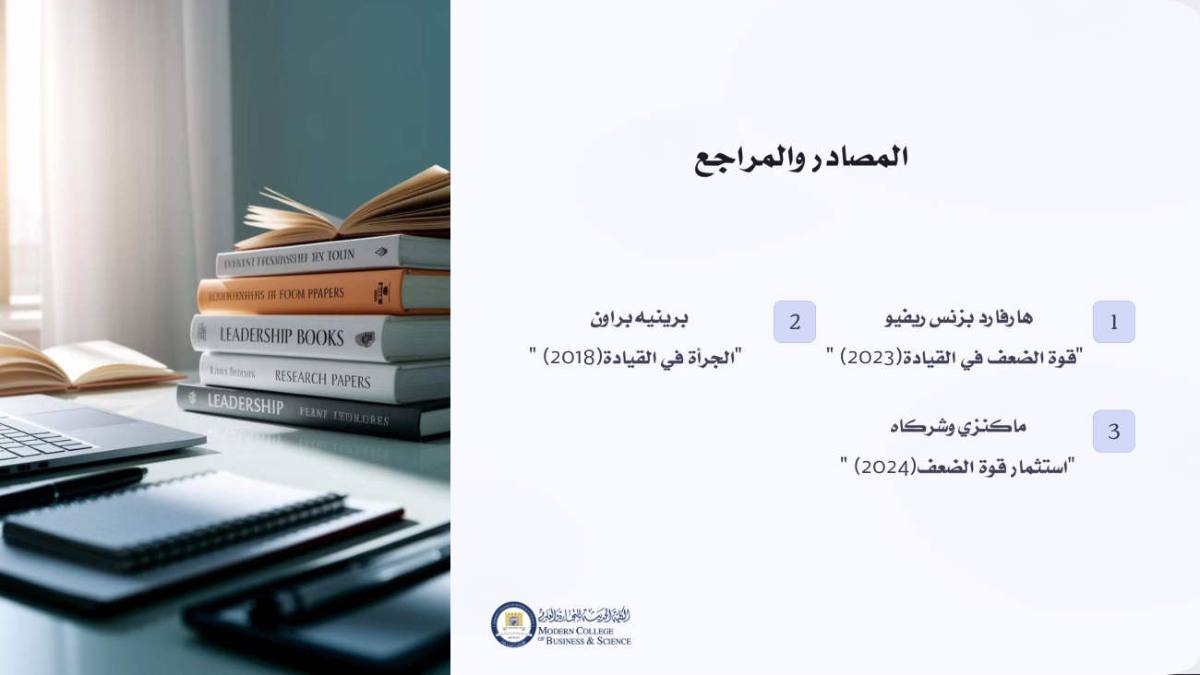 المصادر والمراجع
1
هارفارد بزنس ريفيو
"قوة الضعف في القيادة(2023) "
2
برينيه براون
"الجرأة في القيادة(2018) "
3
ماكنزي وشركاه
"استثمار قوة الضعف(2024) "
LEADERSHIP BOOKS
RESEARCH PAPERS
LEADERSHIP
MODERN COLLEGE
OF BUSINESS & SCIENCE